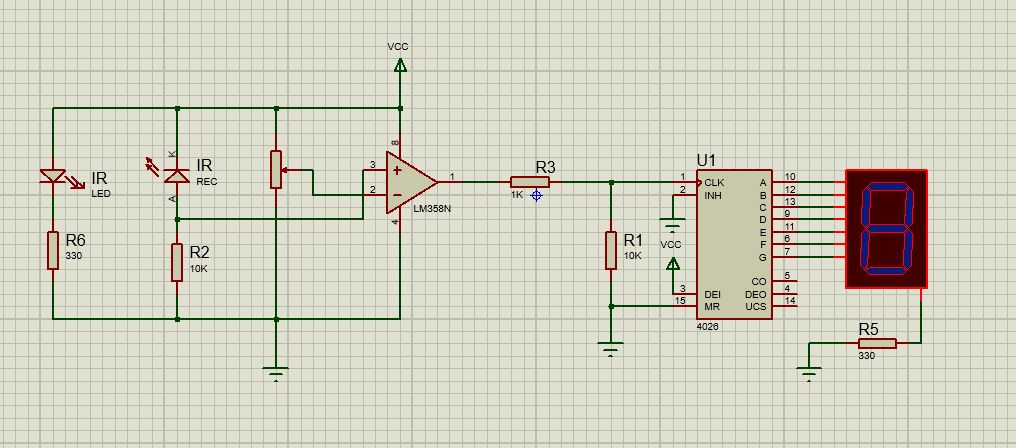 VCC
K
IR
REC
A
IR
LED
R6
330
R2
10K
3
2
8
4
1
LM358N
R3
1K
R1
10K
VCC
U1
1
2
3
15
CLK
INH
DEI
MR
A
B
C
D
E
F
G
CO
DEO
UCS
10
12
13
9
11
6
7
5
4
14
4026
R5
330